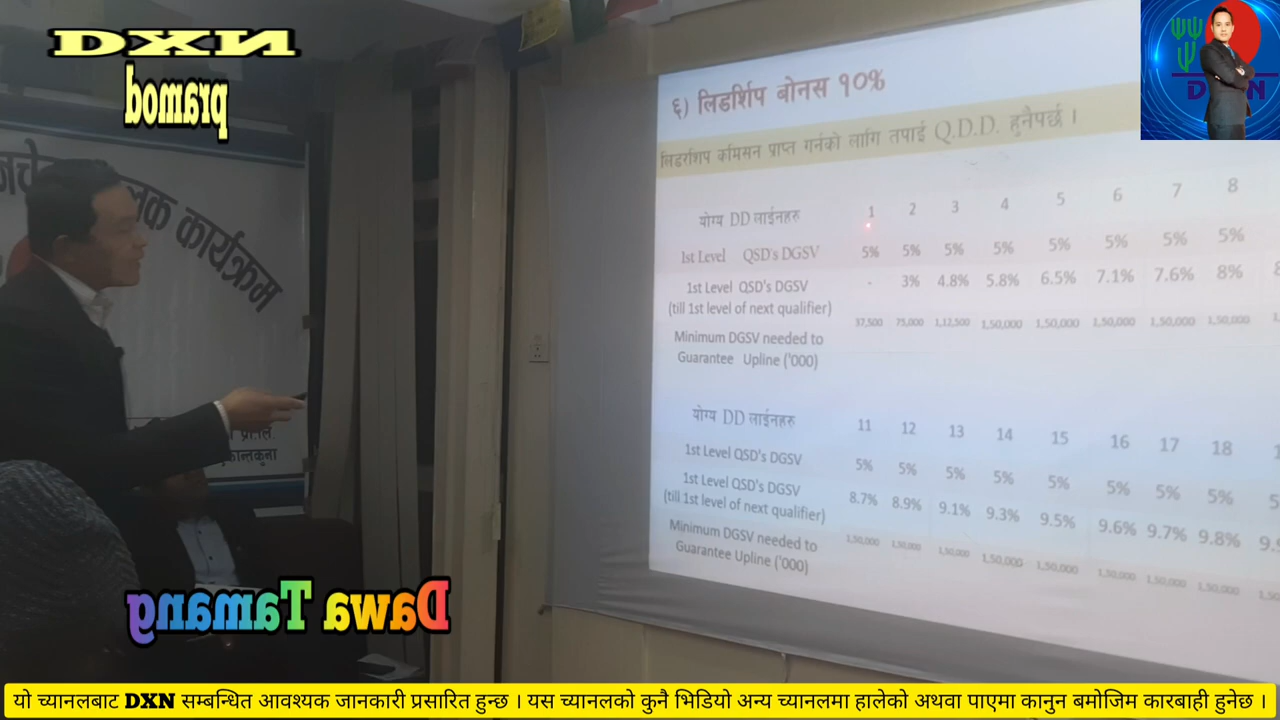 DXN
pramod
DXN
लक कार्यक्रम
प्रा.लि.
६) लिडर्शिप बोनस १०%
लिडरशिप कमिसन प्राप्त गर्नको लागि तपाई Q.D.D. हुनैपर्छ ।
योग्य DD लाईनहरु 1 2 3 4 5 6 7 8
1st Level QSD's DGSV 5% 5% 5% 5% 5% 5% 5% 5%
1st Level QSD's DGSV - 3% 4.8% 5.8% 6.5% 7.1% 7.6% 8%
(till 1st level of next qualifier)
37,500 75,000 1,12,500 1,50,000 1,50,000 1,50,000 1,50,000 1,50,000
Minimum DGSV needed to
Guarantee Upline ('000)
योग्य DD लाईनहरु 11 12 13 14 15 16 17 18
1st Level QSD's DGSV 5% 5% 5% 5% 5% 5% 5% 5%
1st Level QSD's DGSV 8.7% 8.9% 9.1% 9.3% 9.5% 9.6% 9.7% 9.8%
(till 1st level of next qualifier)
Minimum DGSV needed to 1,50,000 1,50,000 1,50,000 1,50,000 1,50,000 1,50,000 1,50,000 1,50,000
Guarantee Upline ('000)
Dawa Tamang
यो च्यानलबाट DXN सम्बन्धित आवश्यक जानकारी प्रसारित हुन्छ । यस च्यानलको कुनै भिडियो अन्य च्यानलमा हालेको अथवा पाएमा कानुन बमोजिम कारबाही हुनेछ ।